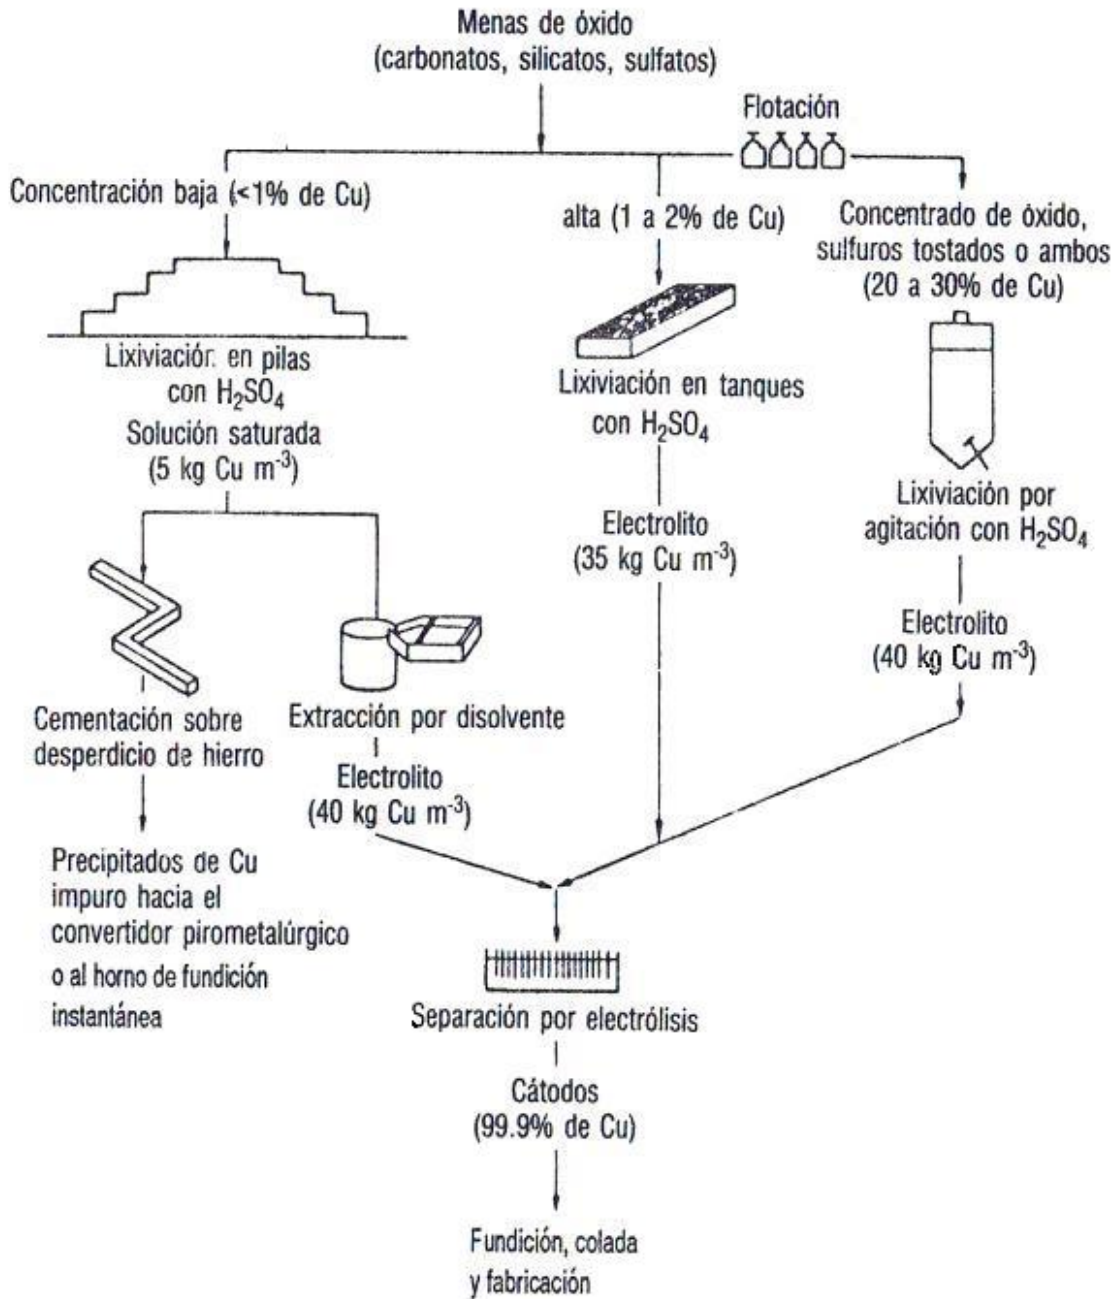 Menas de óxido
(carbonatos, silicatos, sulfatos)
Flotación
Concentración baja (<1% de Cu)
alta (1 a 2% de Cu)
Concentrado de óxido,
sulfuros tostados o ambos
(20 a 30% de Cu)
Lixiviación en pilas
con H₂SO₄
Solución saturada
(5 kg Cu m⁻³)
Lixiviación en tanques
con H₂SO₄
Lixiviación por
agitación con H₂SO₄
Electrolito
(35 kg Cu m⁻³)
Electrolito
(40 kg Cu m⁻³)
Cementación sobre
desperdicio de hierro
Extracción por disolvente
Electrolito
(40 kg Cu m⁻³)
Precipitados de Cu
impuro hacia el
convertidor pirometalúrgico
o al horno de fundición
instantánea
Separación por electrólisis
Cátodos
(99.9% de Cu)
Fundición, colada
y fabricación